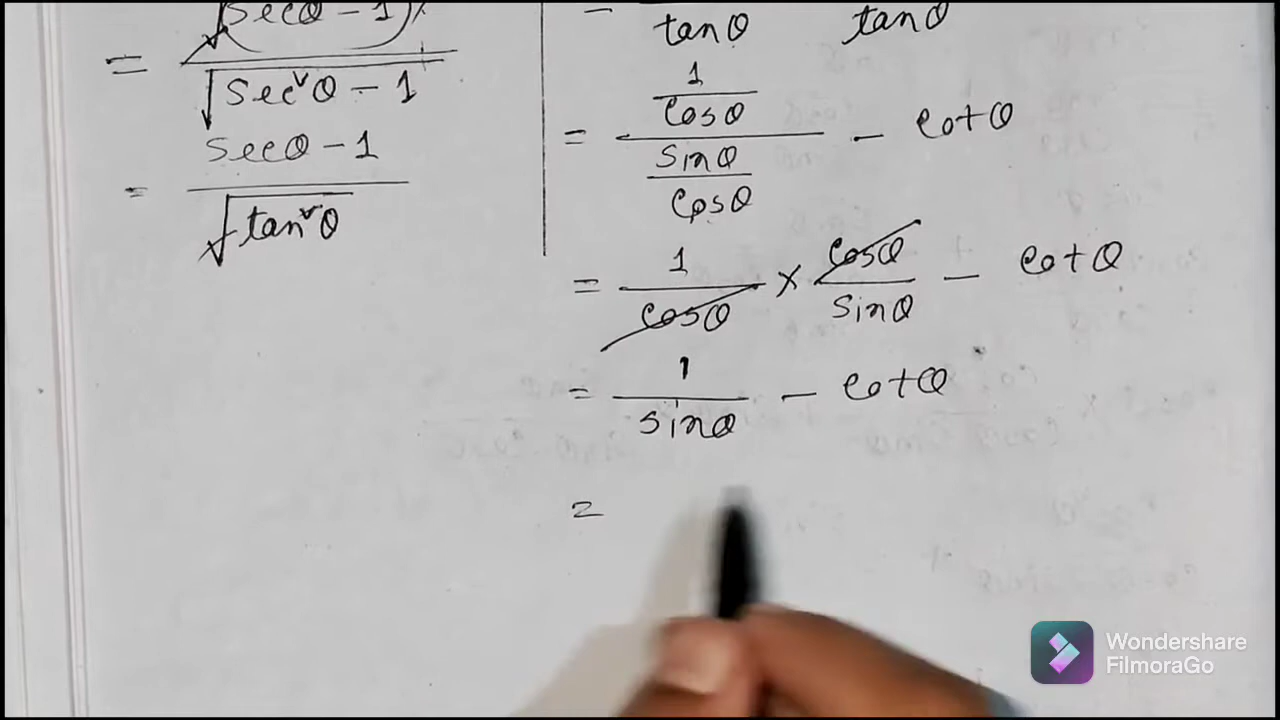 = √(secθ - 1)² / √sec²θ - 1
= secθ - 1 / √tan²θ
- tanθ tanθ
= 1/cosθ / sinθ/cosθ - cotθ
= 1/cosθ × cosθ/sinθ - cotθ
= 1/sinθ - cotθ
=
Wondershare
FilmoraGo